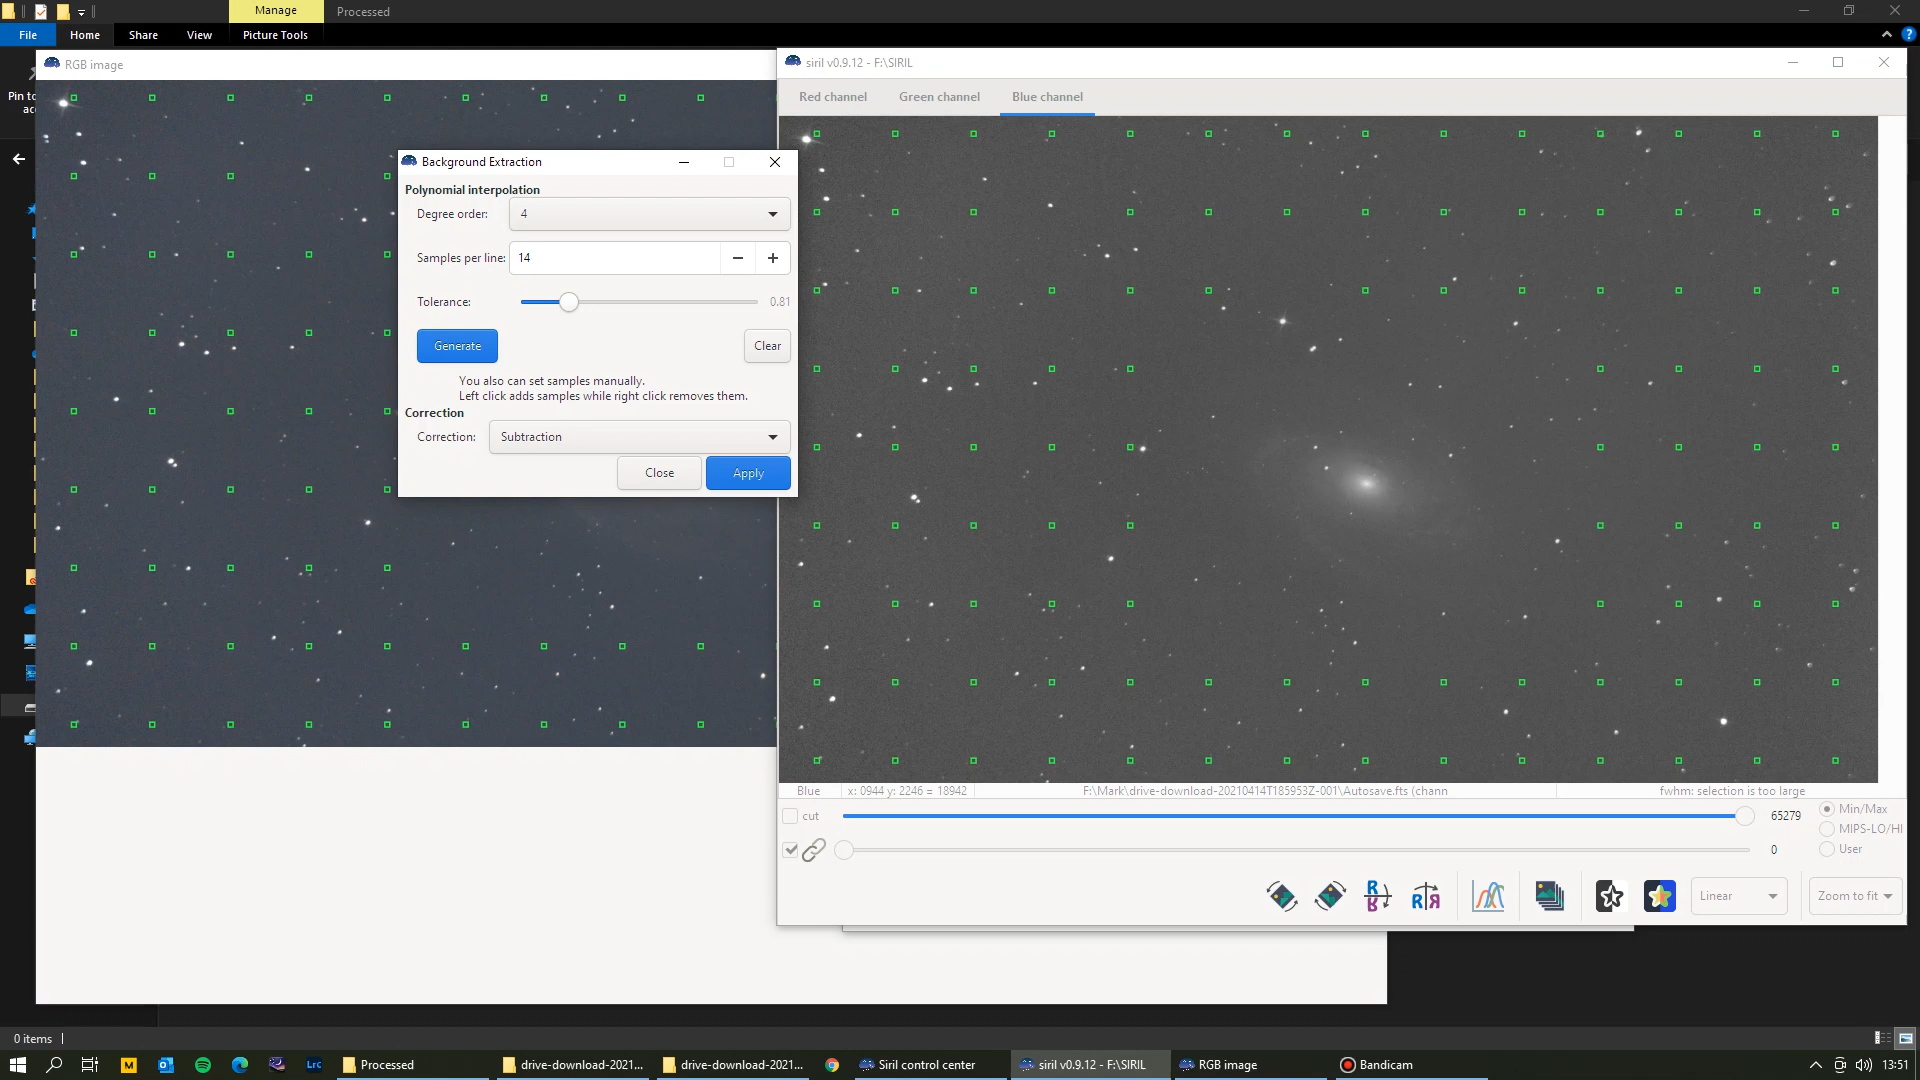 Manage
Processed
File
Home
Share
View
Picture Tools
RGB image
siril v0.9.12 - F:\SIRIL
Pin to
ac
Red channel
Green channel
Blue channel
Background Extraction
Polynomial interpolation
Degree order:
4
Samples per line:
14
Tolerance:
0.81
Generate
Clear
You also can set samples manually.
Left click adds samples while right click removes them.
Correction
Correction:
Subtraction
Close
Apply
Blue
x: 0944 y: 2246 = 18942
F:\Mark\drive-download-20210414T185953Z-001\Autosave.fts (chann
fwhm: selection is too large
cut
65279
Min/Max
MIPS-LO/HI
0
User
Linear
Zoom to fit
0 items
Lrc
Processed
drive-download-2021...
drive-download-2021...
Siril control center
siril v0.9.12 - F:\SIRIL
RGB image
Bandicam
13:51